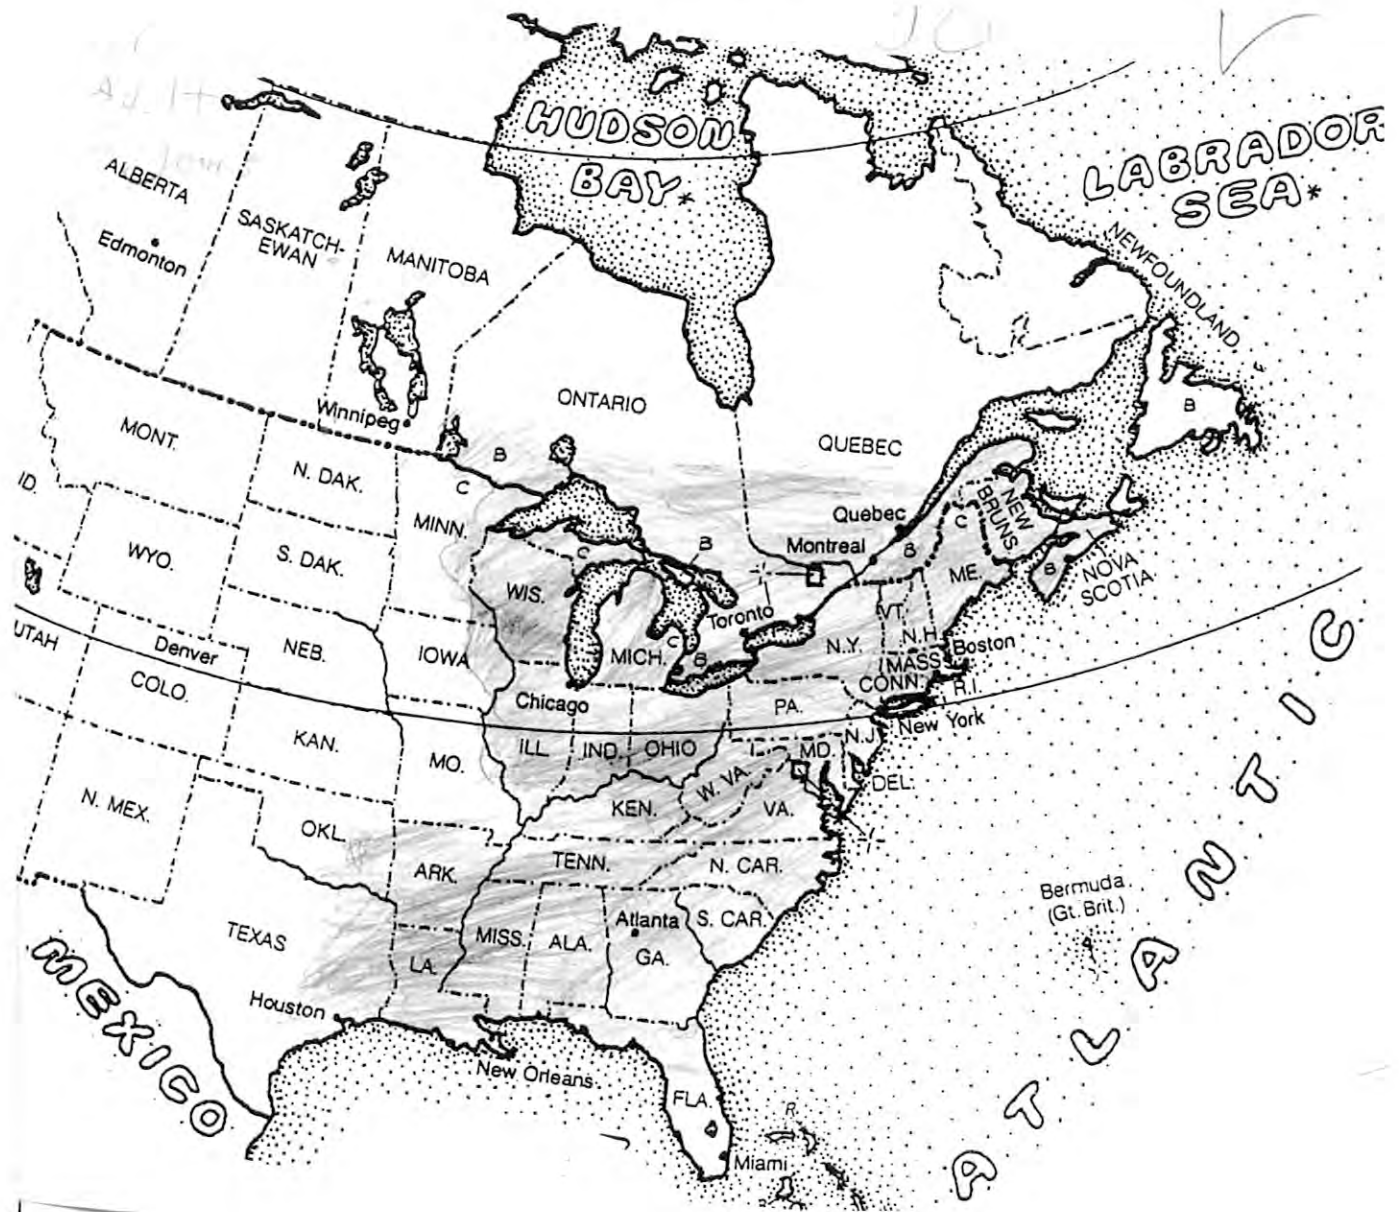 HUDSON
BAY*
LABRADOR
SEA*
ALBERTA
Edmonton
SASKATCH-
EWAN
MANITOBA
NEWFOUNDLAND
B
Winnipeg
ONTARIO
QUEBEC
MONT.
N. DAK.
B
C
MINN.
ID.
WYO.
S. DAK.
Quebec
Montreal
B
C
NEW
BRUNS.
ME.
B
NOVA
SCOTIA
WIS.
C
B
Toronto
VT.
N.H.
Boston
UTAH
Denver
NEB.
IOWA
MICH.
C
B
N.Y.
MASS.
CONN.
R.I.
COLO.
Chicago
PA.
New York
KAN.
MO.
ILL.
IND.
OHIO
MD.
N.J.
DEL.
N. MEX.
OKL.
KEN.
W. VA.
VA.
ARK.
TENN.
N. CAR.
Bermuda
(Gt. Brit.)
TEXAS
LA.
MISS.
ALA.
Atlanta
GA.
S. CAR.
MEXICO
Houston
New Orleans
FLA.
Miami
R.
ATLANTIC